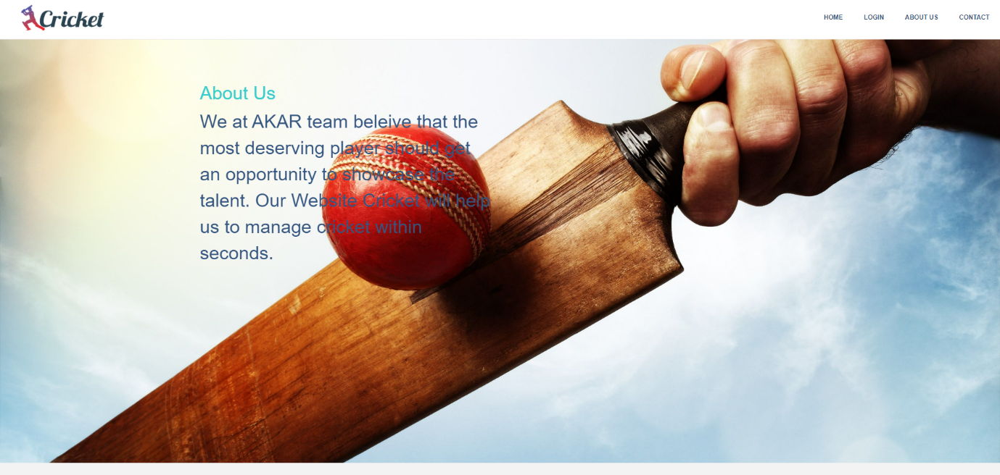 Cricket
HOME LOGIN ABOUT US CONTACT
About Us
We at AKAR team beleive that the
most deserving player should get
an opportunity to showcase the
talent. Our Website Cricket will help
us to manage cricket within
seconds.